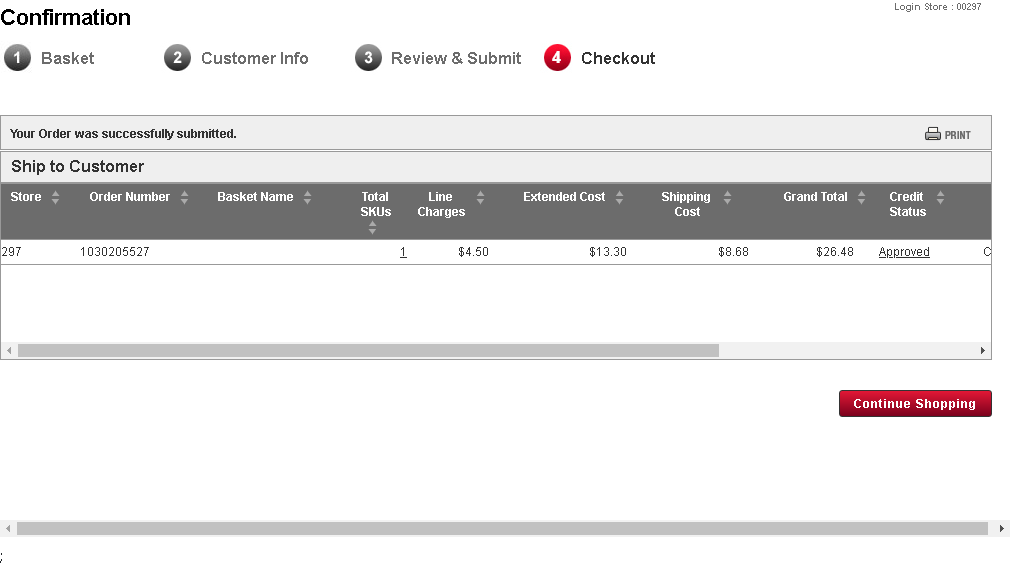 Login Store : 00297
Confirmation
1 Basket 2 Customer Info 3 Review & Submit 4 Checkout
Your Order was successfully submitted. PRINT
Ship to Customer
Store Order Number Basket Name Total SKUs Line Charges Extended Cost Shipping Cost Grand Total Credit Status
297 1030205527 1 $4.50 $13.30 $8.68 $26.48 Approved C
Continue Shopping
;